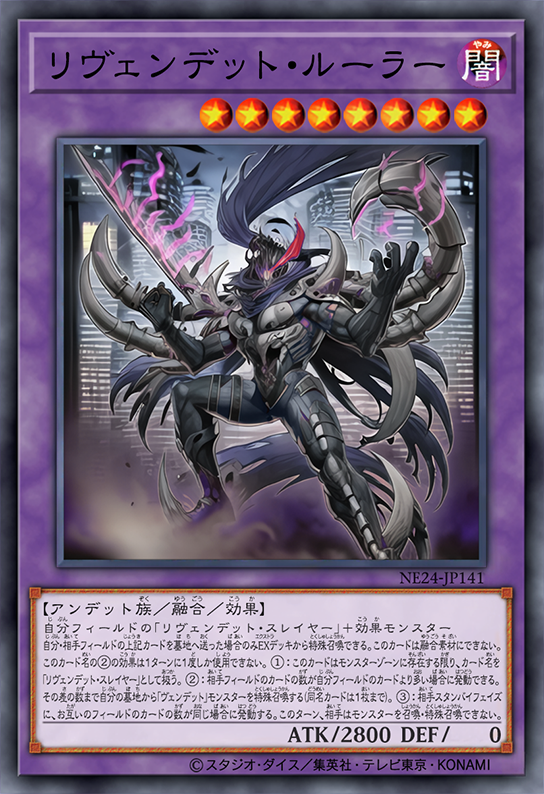 リヴェンデット・ルーラー
闇
NE24-JP141
【アンデット族／融合／効果】
自分フィールドの「リヴェンデット・スレイヤー」＋効果モンスター
自分・相手フィールドの上記カードを墓地へ送った場合のみEXデッキから特殊召喚できる。このカードは融合素材にできない。
このカード名の②の効果は1ターンに1度しか使用できない。①：このカードはモンスターゾーンに存在する限り、カード名を
「リヴェンデット・スレイヤー」として扱う。②：相手フィールドのカードの数が自分フィールドのカードより多い場合に発動できる。
その差の数まで自分の墓地から「ヴェンデット」モンスターを特殊召喚する(同名カードは1枚まで)。③：相手スタンバイフェイズ
に、お互いのフィールドのカードの数が同じ場合に発動する。このターン、相手はモンスターを召喚・特殊召喚できない。
ATK/2800 DEF/ 0
©スタジオ・ダイス／集英社・テレビ東京・KONAMI